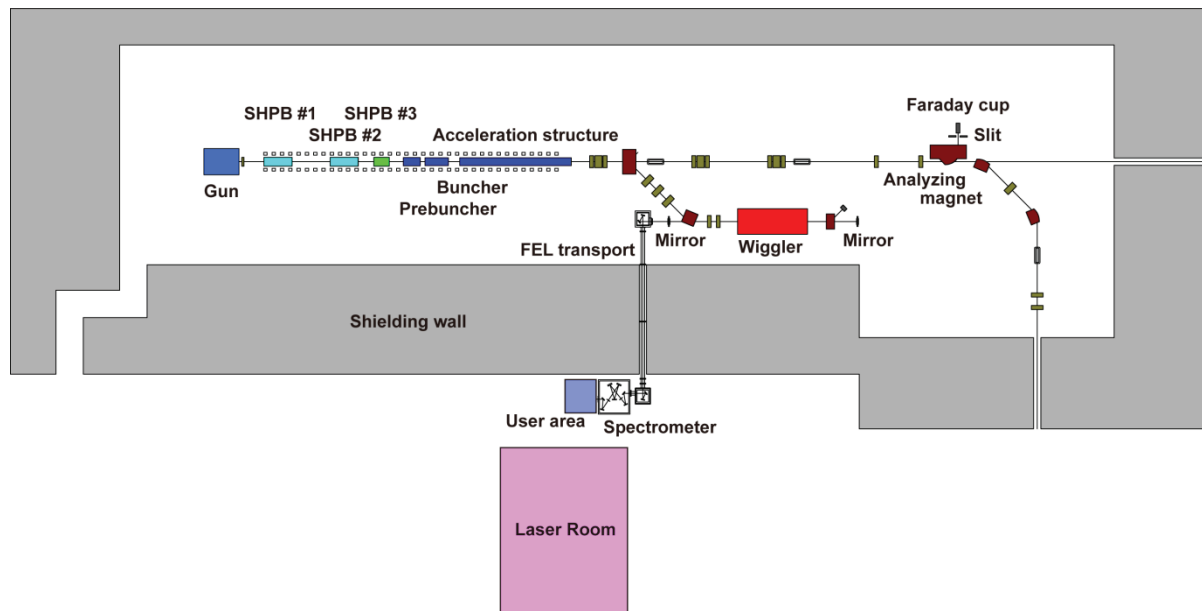 SHPB #1
SHPB #3
SHPB #2
Acceleration structure
Faraday cup
Slit
Gun
Buncher
Prebuncher
Analyzing
magnet
FEL transport
Mirror
Wiggler
Mirror
Shielding wall
User area
Spectrometer
Laser Room